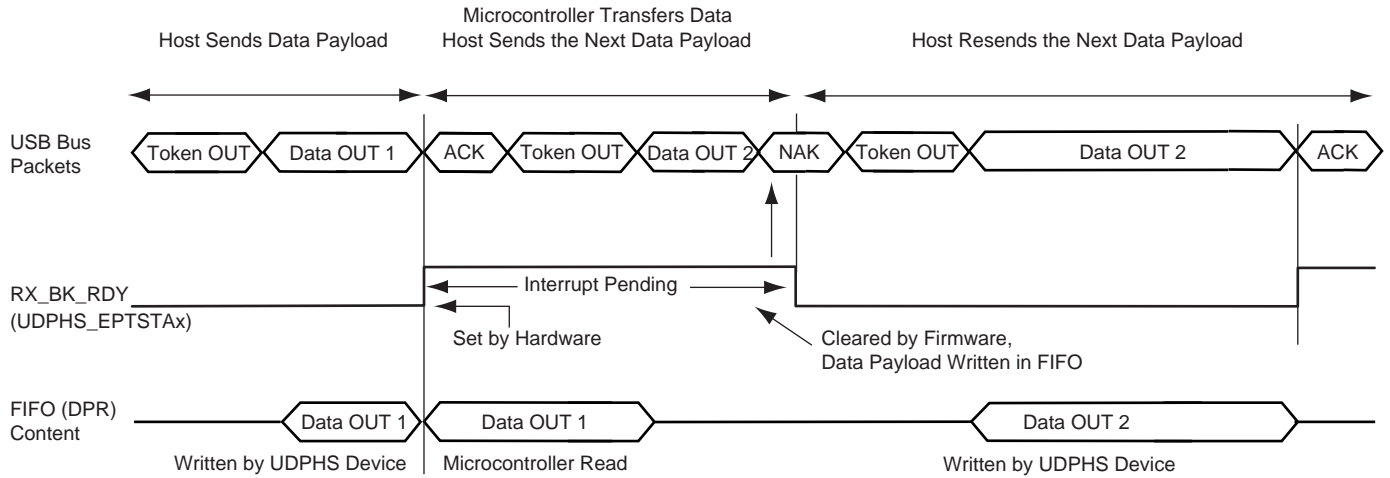 Microcontroller Transfers Data
Host Sends Data Payload
Host Sends the Next Data Payload
Host Resends the Next Data Payload
USB Bus
Packets
Token OUT
Data OUT 1
ACK
Token OUT
Data OUT 2
NAK
Token OUT
Data OUT 2
ACK
RX_BK_RDY
(UDPHS_EPTSTAx)
Interrupt Pending
Set by Hardware
Cleared by Firmware,
Data Payload Written in FIFO
FIFO (DPR)
Content
Data OUT 1
Data OUT 1
Data OUT 2
Written by UDPHS Device
Microcontroller Read
Written by UDPHS Device